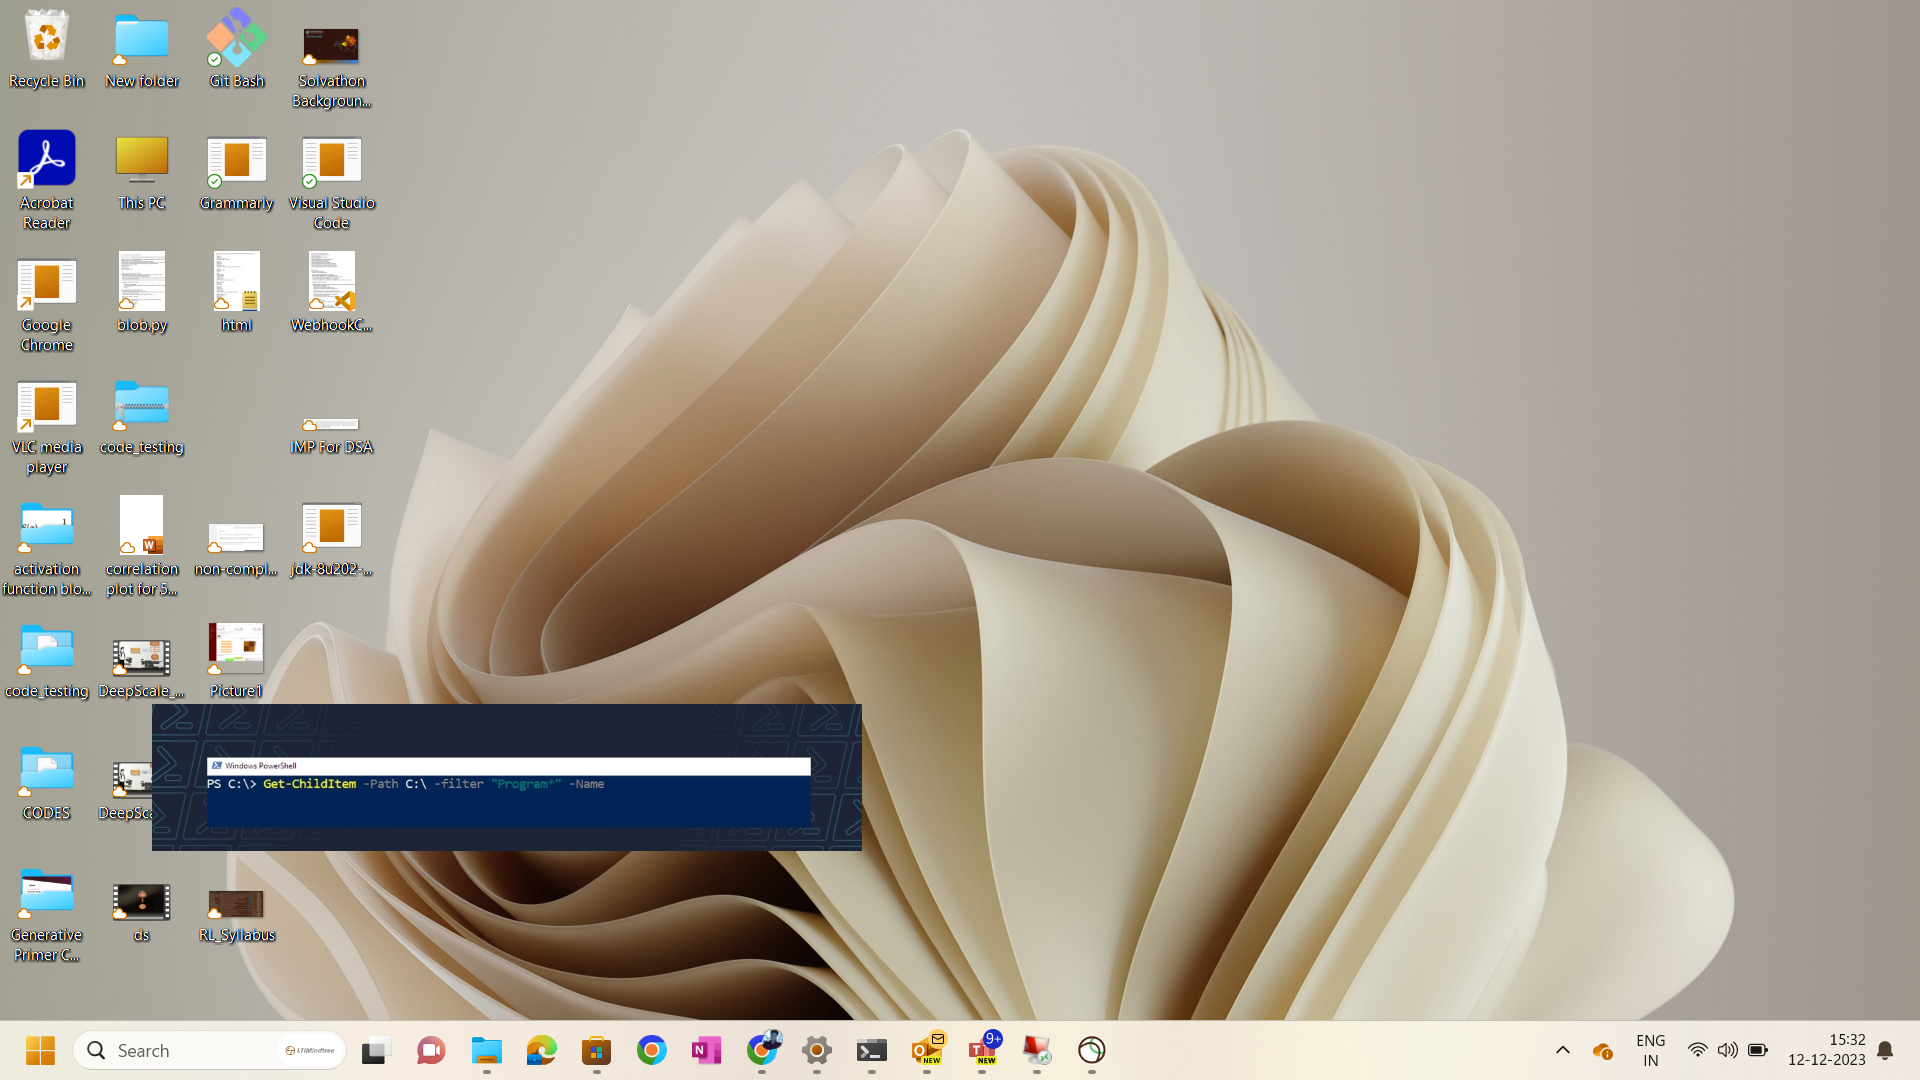 Recycle Bin
New folder
Git Bash
Solvathon
Backgroun...
Acrobat
Reader
This PC
Grammarly
Visual Studio
Code
Google
Chrome
blob.py
html
WebhookC...
VLC media
player
code_testing
IMP For DSA
activation
function blo...
correlation
plot for 5...
non-compl...
jdk-8u202-...
code_testing
DeepScale_...
Picture1
CODES
DeepSca
Windows PowerShell
PS C:\> Get-ChildItem -Path C:\ -filter "Program*" -Name
Generative
Primer C...
ds
RL_Syllabus
Search
LTIMindtree
NEW
9+
NEW
ENG
IN
15:32
12-12-2023